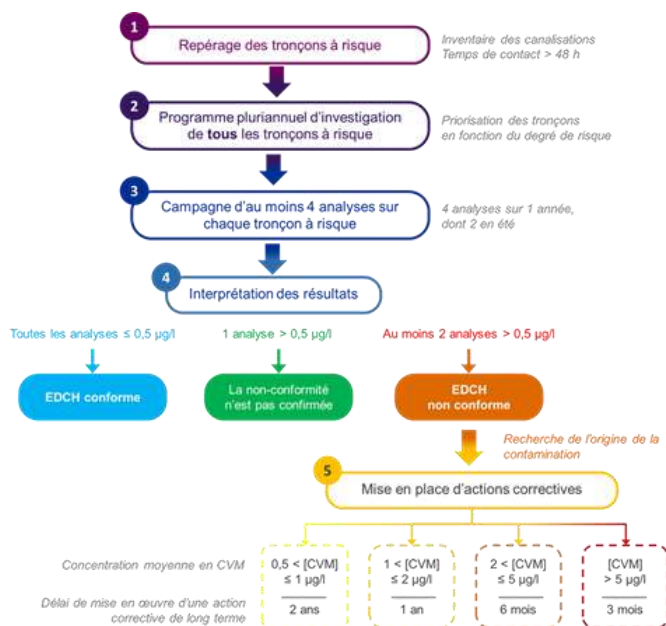 1
Repérage des tronçons à risque
Inventaire des canalisations
Temps de contact > 48 h
2
Programme pluriannuel d'investigation
de tous les tronçons à risque
Priorisation des tronçons
en fonction du degré de risque
3
Campagne d'au moins 4 analyses sur
chaque tronçon à risque
4 analyses sur 1 année,
dont 2 en été
4
Interprétation des résultats
Toutes les analyses ≤ 0,5 µg/l
1 analyse > 0,5 µg/l
Au moins 2 analyses > 0,5 µg/l
EDCH conforme
La non-conformité
n'est pas confirmée
EDCH
non conforme
Recherche de l'origine de la
contamination
5
Mise en place d'actions correctives
Concentration moyenne en CVM
0,5 < [CVM]
≤ 1 µg/l
1 < [CVM]
≤ 2 µg/l
2 < [CVM]
≤ 5 µg/l
[CVM]
> 5 µg/l
Délai de mise en œuvre d'une action
corrective de long terme
2 ans
1 an
6 mois
3 mois